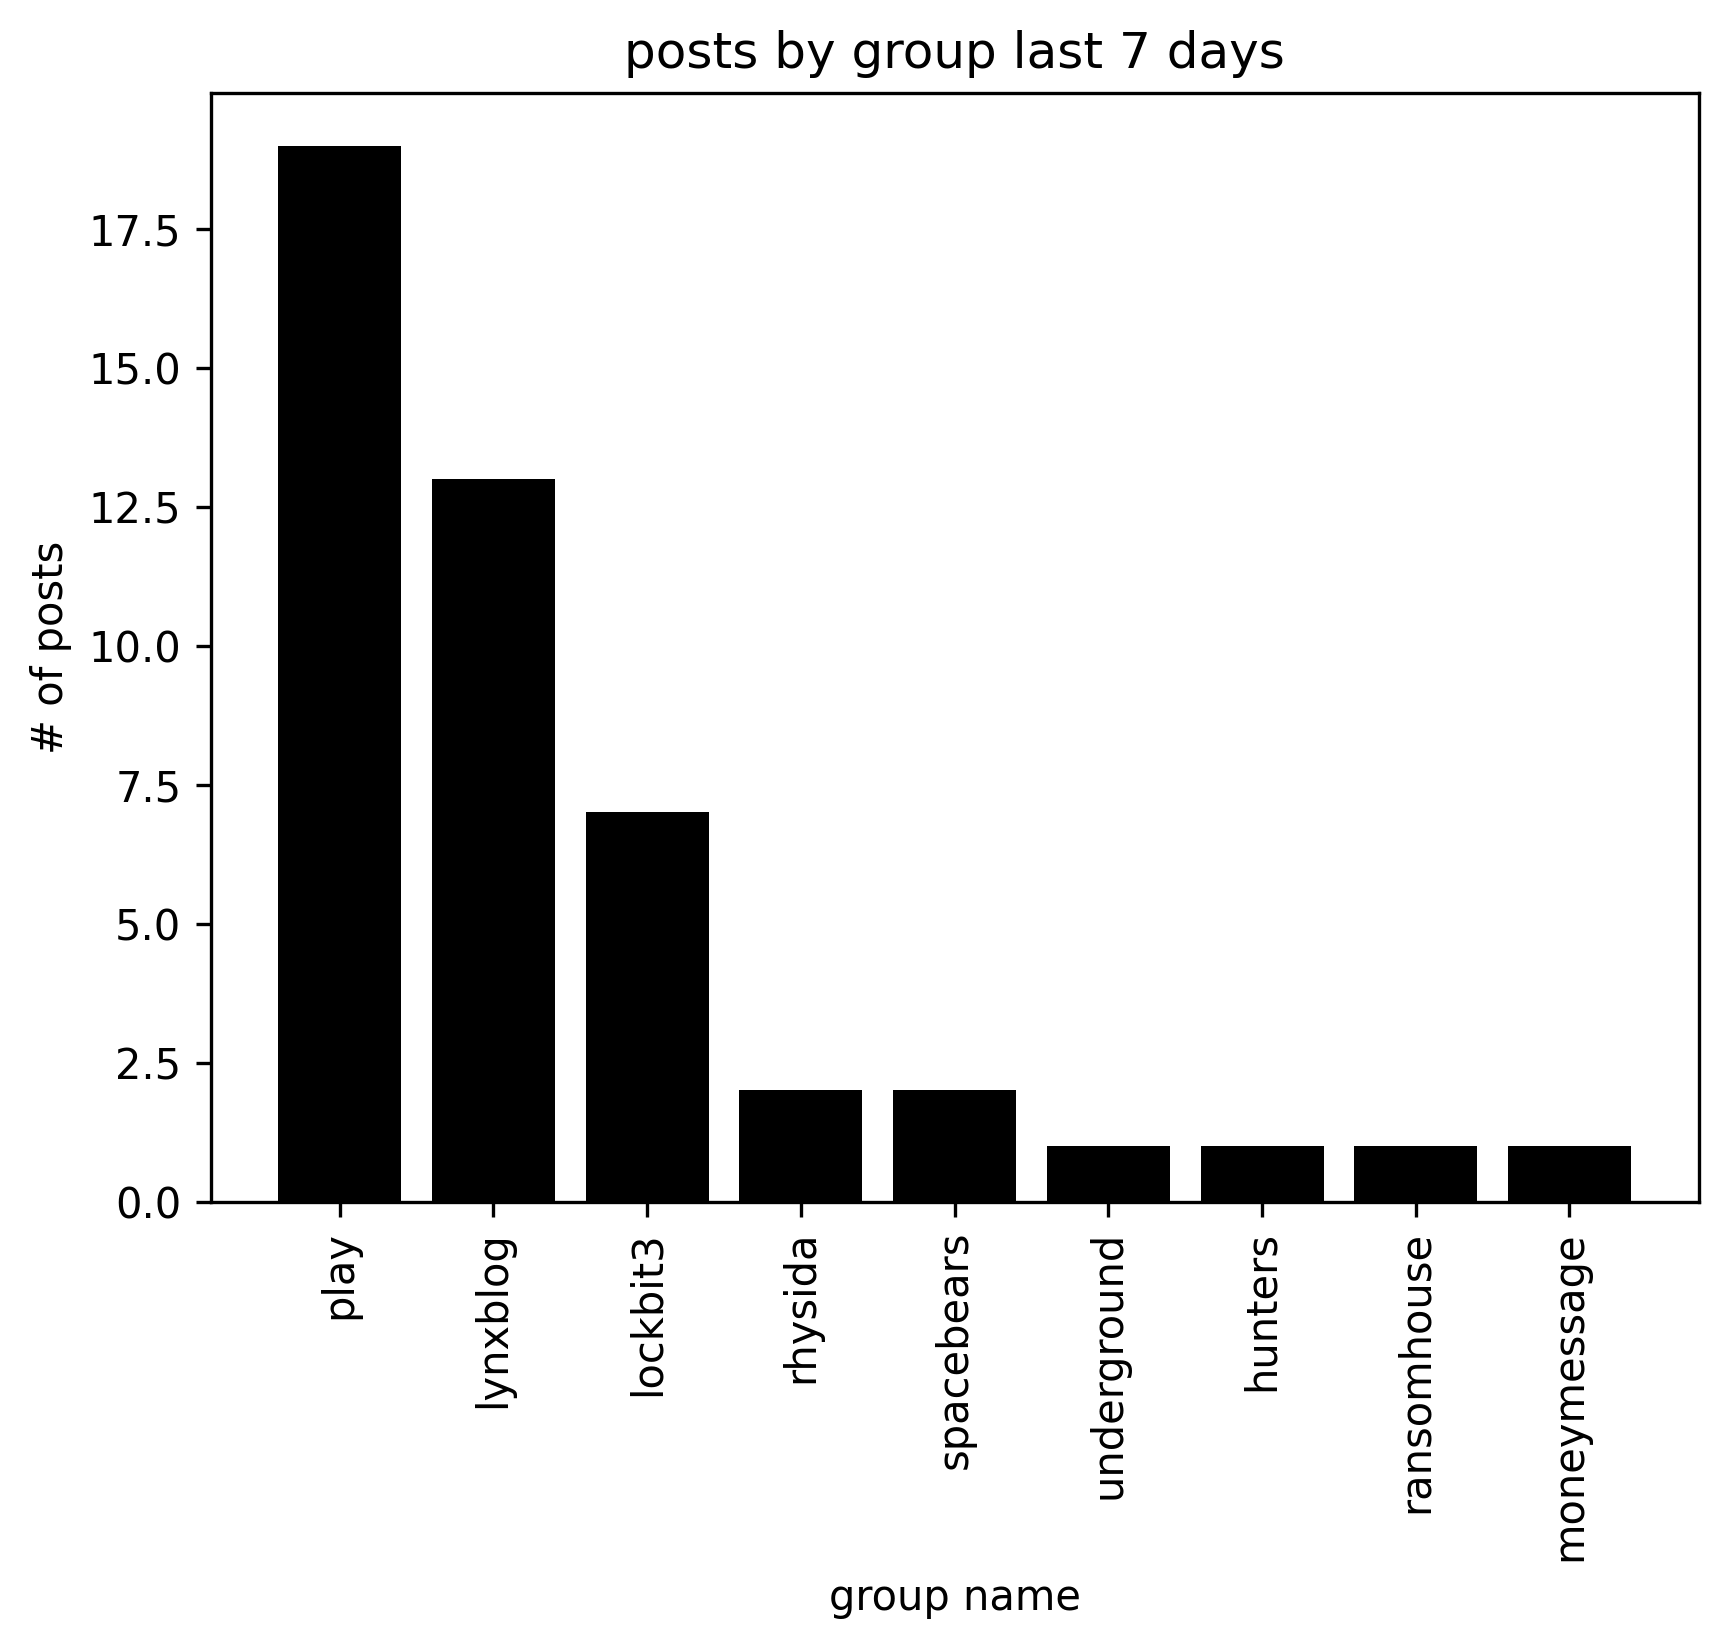 posts by group last 7 days
# of posts
17.5
15.0
12.5
10.0
7.5
5.0
2.5
0.0
play
lynxblog
lockbit3
rhysida
spacebears
underground
hunters
ransomhouse
moneymessage
group name